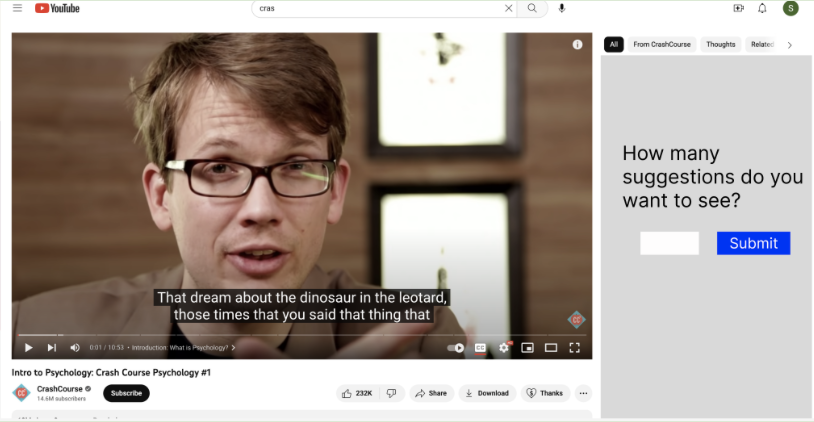 YouTube
cras
That dream about the dinosaur in the leotard,
those times that you said that thing that
0:01 / 10:53 • Introduction: What is Psychology?
CC
Intro to Psychology: Crash Course Psychology #1
CC
CrashCourse
14.6M subscribers
Subscribe
232K
Share
Download
Thanks
S
All
From CrashCourse
Thoughts
Related
How many
suggestions do you
want to see?
Submit